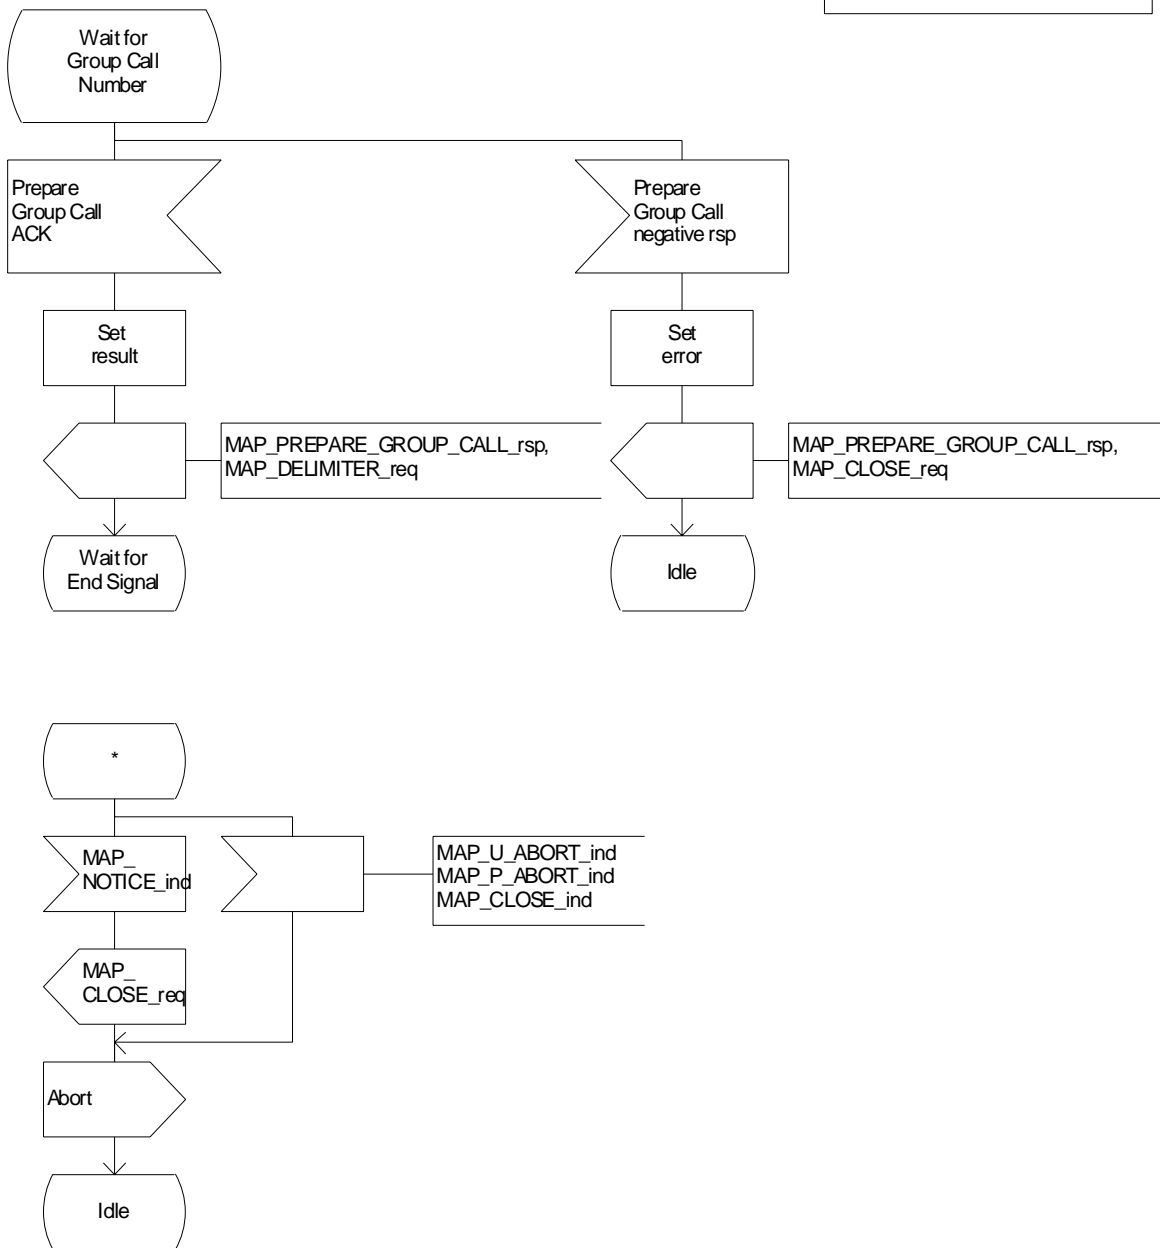 Wait for
Group Call
Number
Prepare
Group Call
ACK
Prepare
Group Call
negative rsp
Set
result
Set
error
MAP_PREPARE_GROUP_CALL_rsp,
MAP_DELIMITER_req
MAP_PREPARE_GROUP_CALL_rsp,
MAP_CLOSE_req
Wait for
End Signal
Idle
*
MAP_
NOTICE_ind
MAP_U_ABORT_ind
MAP_P_ABORT_ind
MAP_CLOSE_ind
MAP_
CLOSE_req
Abort
Idle